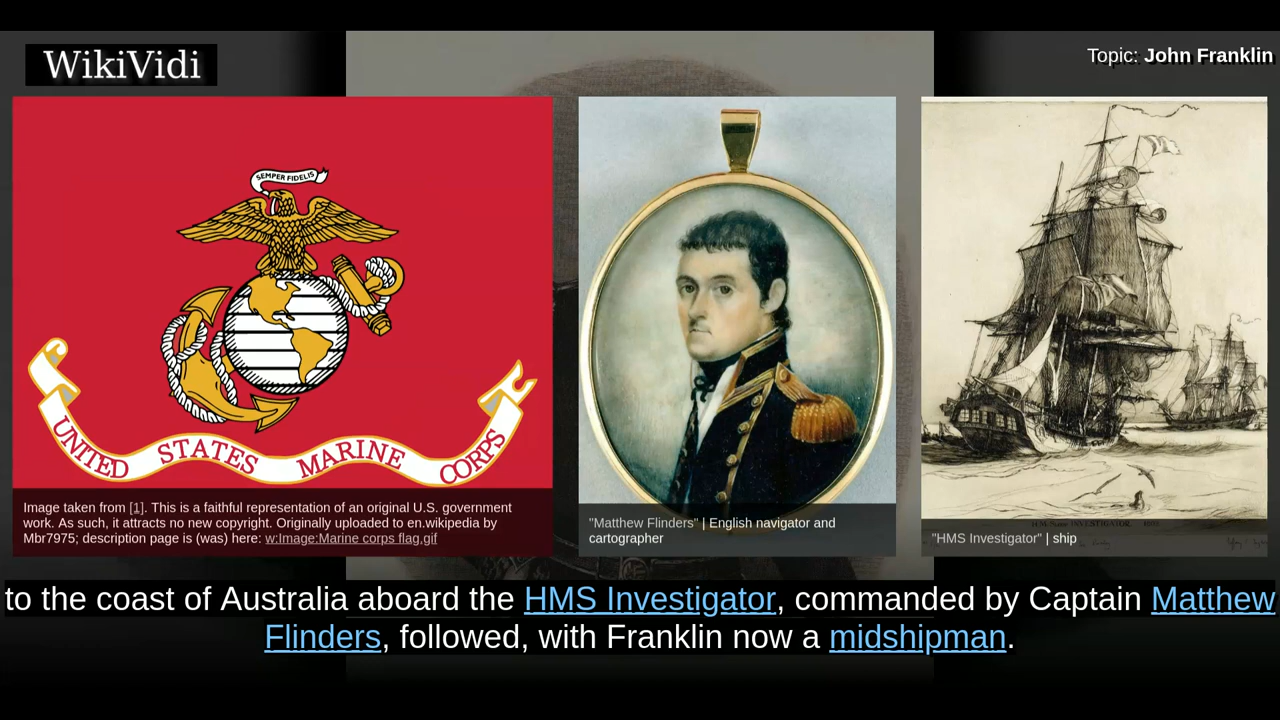 WikiVidi
Topic: John Franklin
SEMPER FIDELIS
UNITED STATES MARINE CORPS
Image taken from [1]. This is a faithful representation of an original U.S. government
work. As such, it attracts no new copyright. Originally uploaded to en.wikipedia by
Mbr7975; description page is (was) here: w:Image:Marine corps flag.gif
"Matthew Flinders" | English navigator and
cartographer
"HMS Investigator" | ship
to the coast of Australia aboard the HMS Investigator, commanded by Captain Matthew
Flinders, followed, with Franklin now a midshipman.